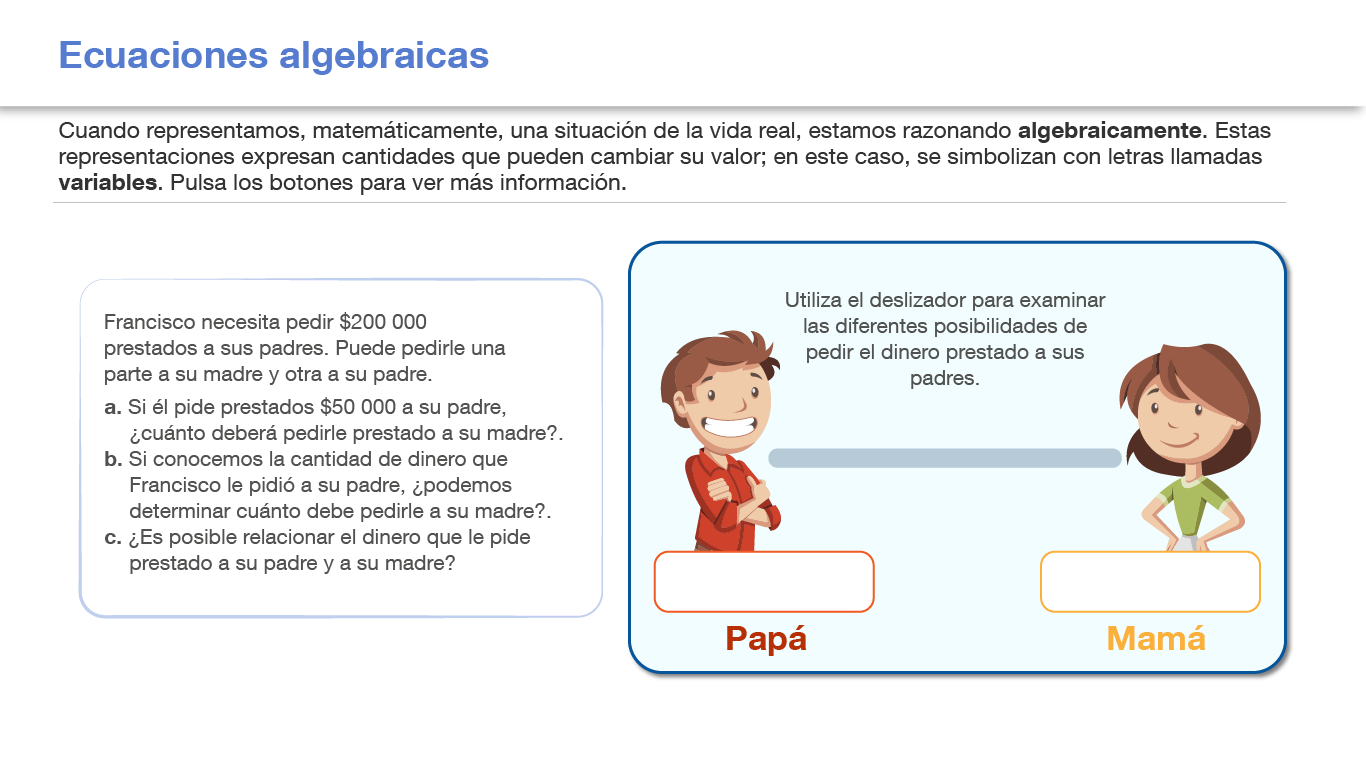 Ecuaciones algebraicas
Cuando representamos, matemáticamente, una situación de la vida real, estamos razonando algebraicamente. Estas
representaciones expresan cantidades que pueden cambiar su valor; en este caso, se simbolizan con letras llamadas
variables. Pulsa los botones para ver más información.
Francisco necesita pedir $200 000
prestados a sus padres. Puede pedirle una
parte a su madre y otra a su padre.
a. Si él pide prestados $50 000 a su padre,
¿cuánto deberá pedirle prestado a su madre?.
b. Si conocemos la cantidad de dinero que
Francisco le pidió a su padre, ¿podemos
determinar cuánto debe pedirle a su madre?.
c. ¿Es posible relacionar el dinero que le pide
prestado a su padre y a su madre?
Utiliza el deslizador para examinar
las diferentes posibilidades de
pedir el dinero prestado a sus
padres.
Papá
Mamá